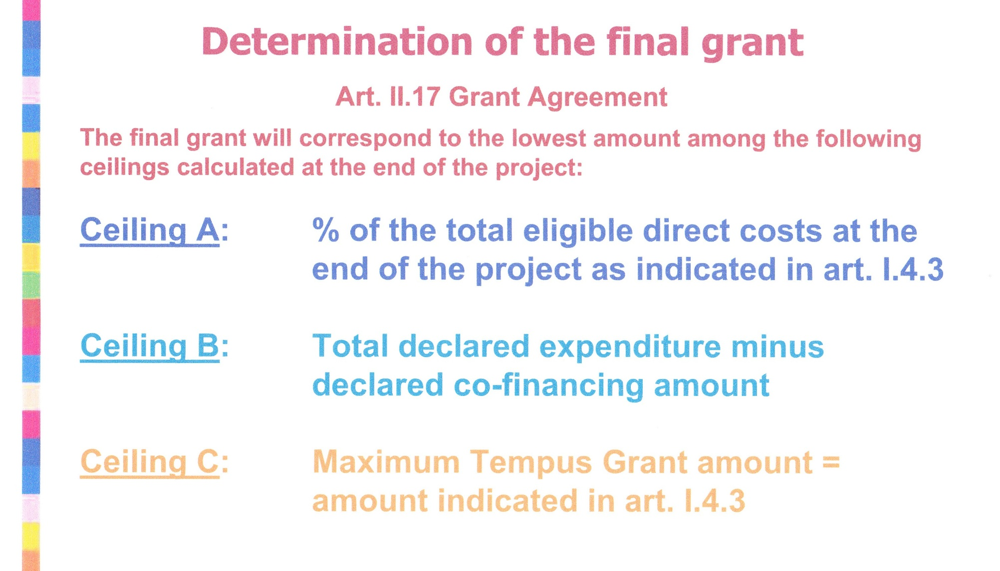 Determination of the final grant
Art. II.17 Grant Agreement
The final grant will correspond to the lowest amount among the following
ceilings calculated at the end of the project:
Ceiling A: % of the total eligible direct costs at the
end of the project as indicated in art. I.4.3
Ceiling B: Total declared expenditure minus
declared co-financing amount
Ceiling C: Maximum Tempus Grant amount =
amount indicated in art. I.4.3